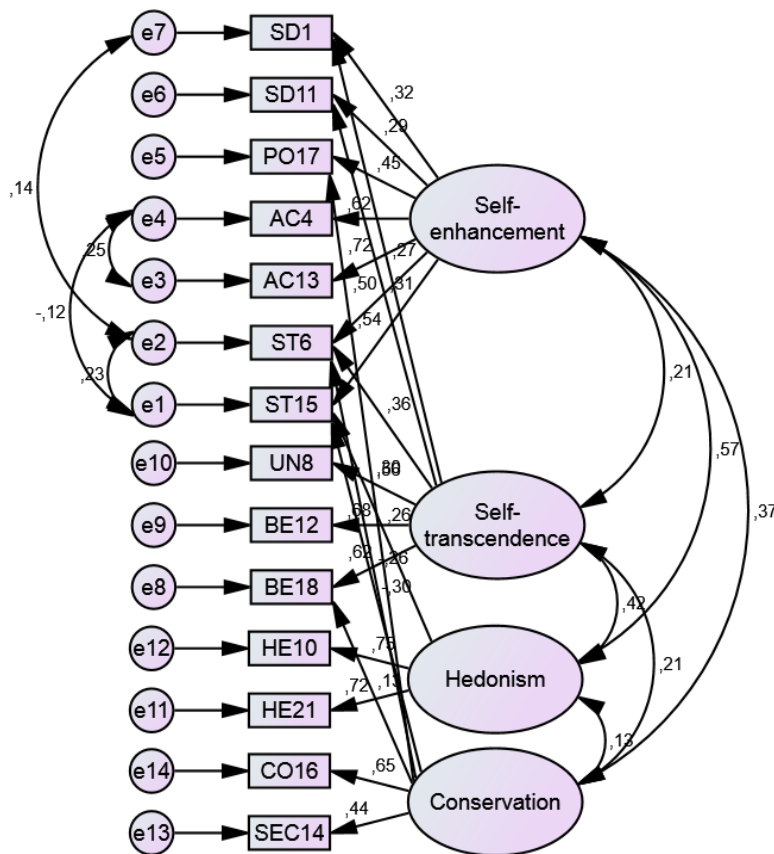 e7
SD1
e6
SD11
,32
,29
e5
PO17
,45
,14
e4
AC4
,62
Self-
enhancement
,25
,72
,27
e3
AC13
,50
,31
-,12
,54
e2
ST6
,23
,21
e1
ST15
,36
,57
e10
UN8
,37
e9
BE12
,68
,26
Self-
transcendence
,62
,26
e8
BE18
-,30
,42
e12
HE10
,75
,21
,13
Hedonism
e11
HE21
,72
,13
e14
CO16
,65
Conservation
e13
SEC14
,44